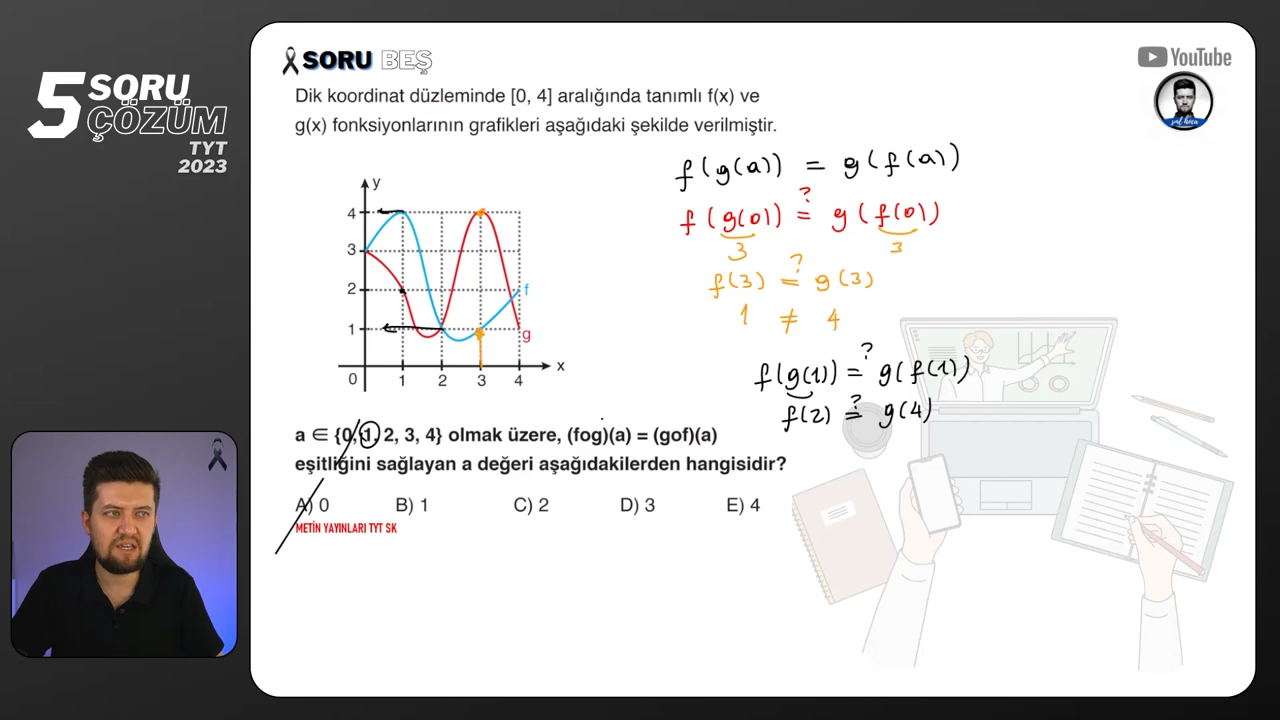 5 SORU
ÇÖZÜM
TYT
2023
SORU BEŞ
YouTube
Dik koordinat düzleminde [0, 4] aralığında tanımlı f(x) ve
g(x) fonksiyonlarının grafikleri aşağıdaki şekilde verilmiştir.
f(g(a)) = g(f(a))
f(g(0)) ?= g(f(0))
3 3
f(3) ?= g(3)
1 ≠ 4
f(g(1)) ?= g(f(1))
f(2) ?= g(4)
y
4
3
2
1
f
g
x
0 1 2 3 4
a ∈ {0, 1, 2, 3, 4} olmak üzere, (fog)(a) = (gof)(a)
eşitliğini sağlayan a değeri aşağıdakilerden hangisidir?
A) 0 B) 1 C) 2 D) 3 E) 4
METİN YAYINLARI TYT SK